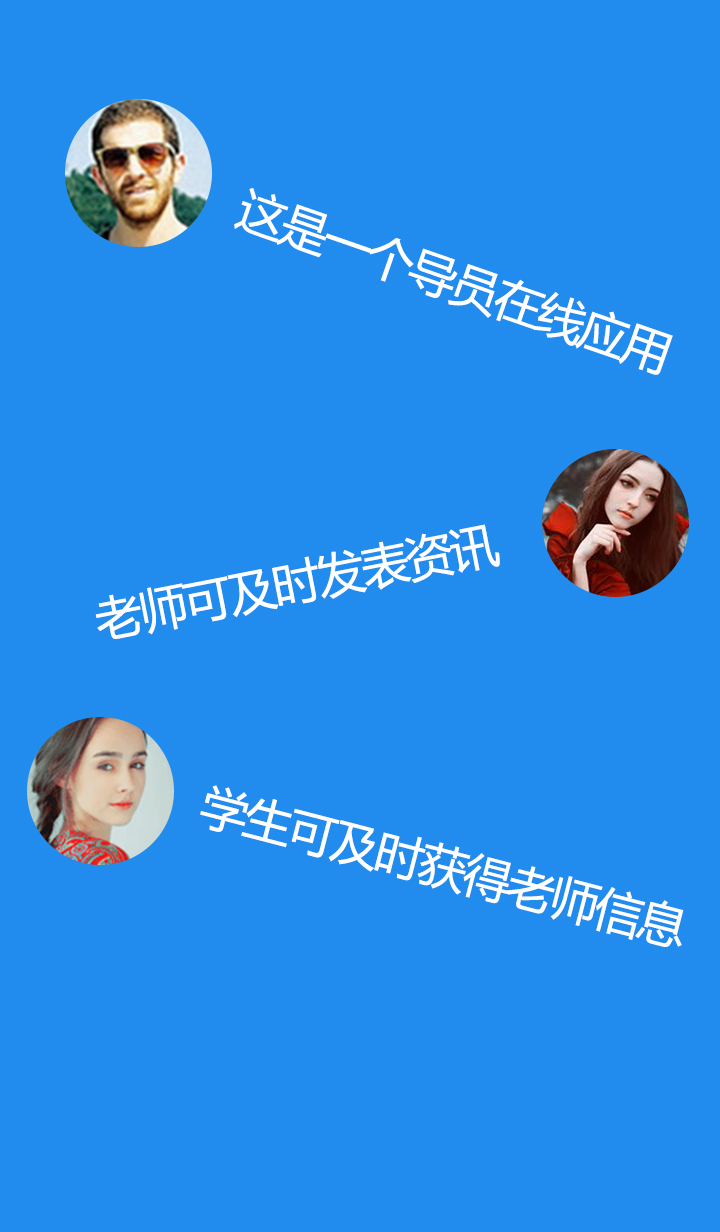 这是一个导员在线应用
老师可及时发表资讯
学生可及时获得老师信息